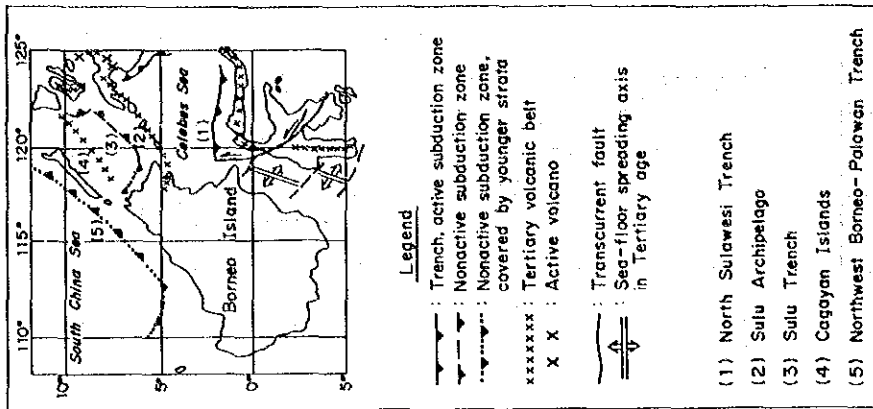 110°
115°
120°
125°
10°
5°
0°
5°
South China Sea
Borneo Island
Celebes Sea
(1)
(2)
(3)
(4)
(5)
Legend
: Trench, active subduction zone
: Nonactive subduction zone
: Nonactive subduction zone,
covered by younger strata
: Tertiary volcanic belt
: Active volcano
: Transcurrent fault
: Sea-floor spreading axis
in Tertiary age
(1) North Sulawesi Trench
(2) Sulu Archipelago
(3) Sulu Trench
(4) Cagayan Islands
(5) Northwest Borneo-Palawan Trench